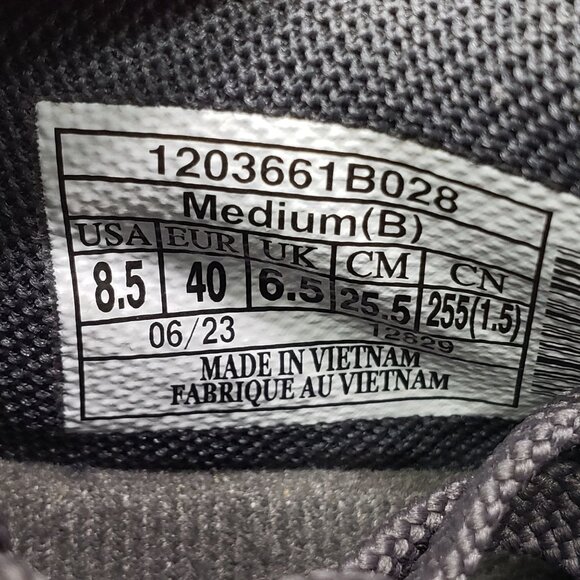 1203661B028
Medium(B)
USA EUR UK CM CN
8.5 40 6.5 25.5 255(1.5)
06/23 12629
MADE IN VIETNAM
FABRIQUE AU VIETNAM